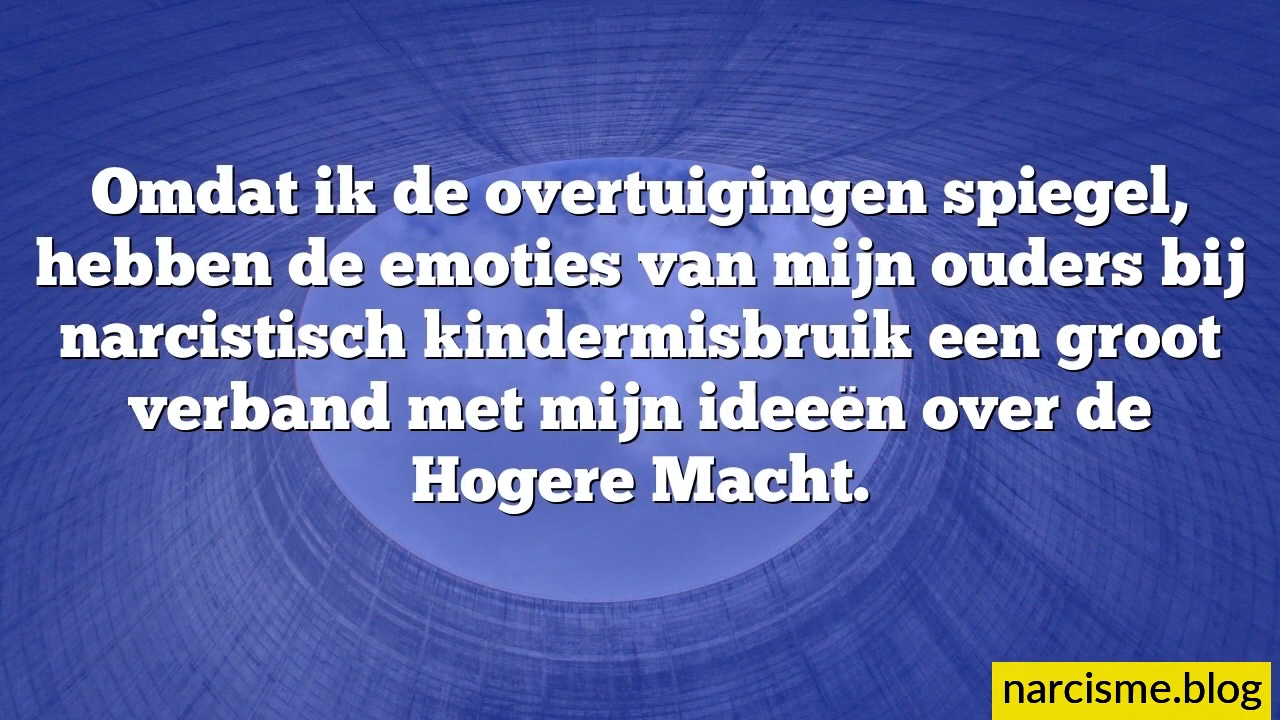 Omdat ik de overtuigingen spiegel,
hebben de emoties van mijn ouders bij
narcistisch kindermisbruik een groot
verband met mijn ideeën over de
Hogere Macht.
narcisme.blog